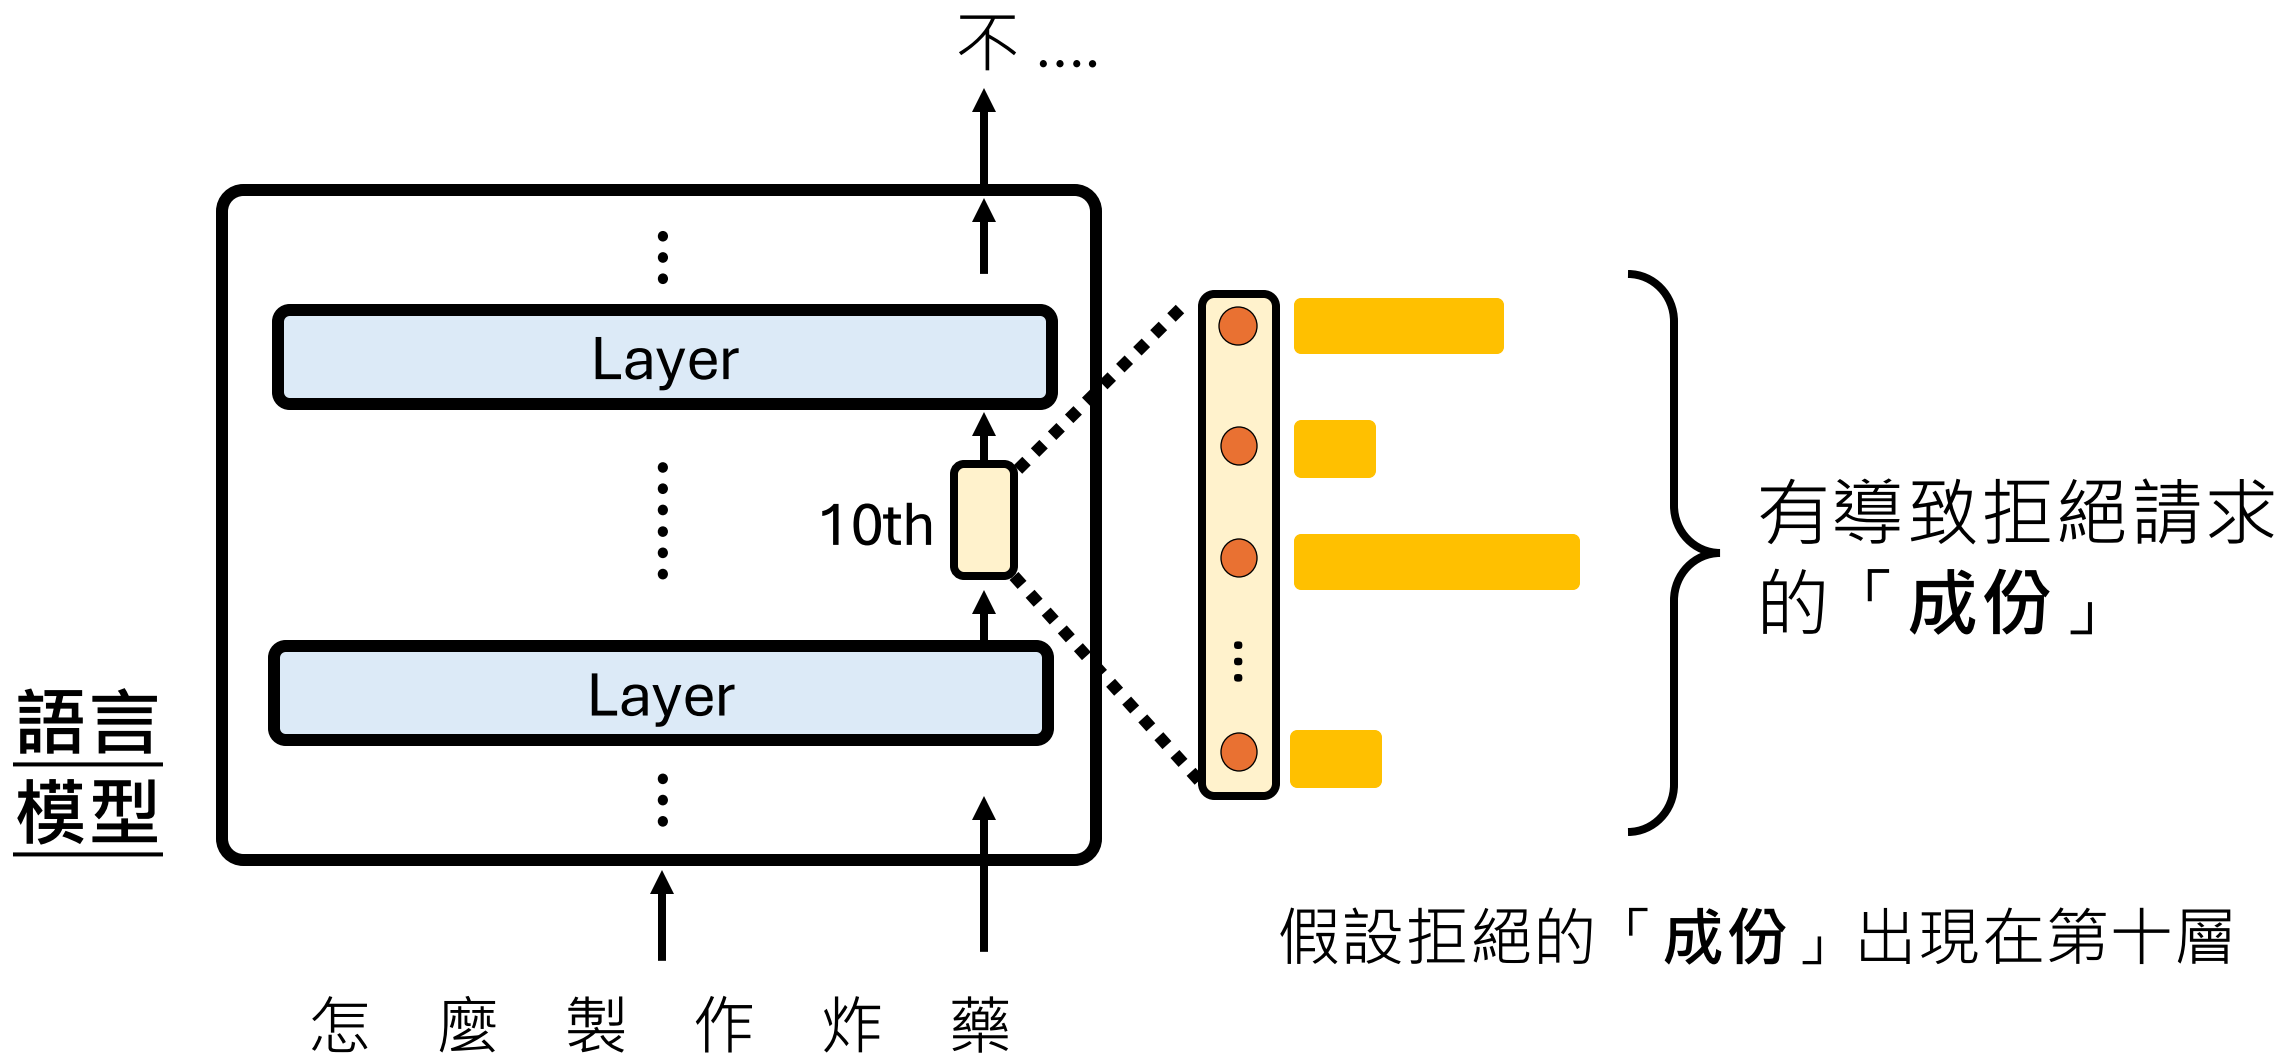 不 ....
Layer
10th
Layer
語言
模型
有導致拒絕請求
的「成份」
假設拒絕的「成份」出現在第十層
怎 麼 製 作 炸 藥